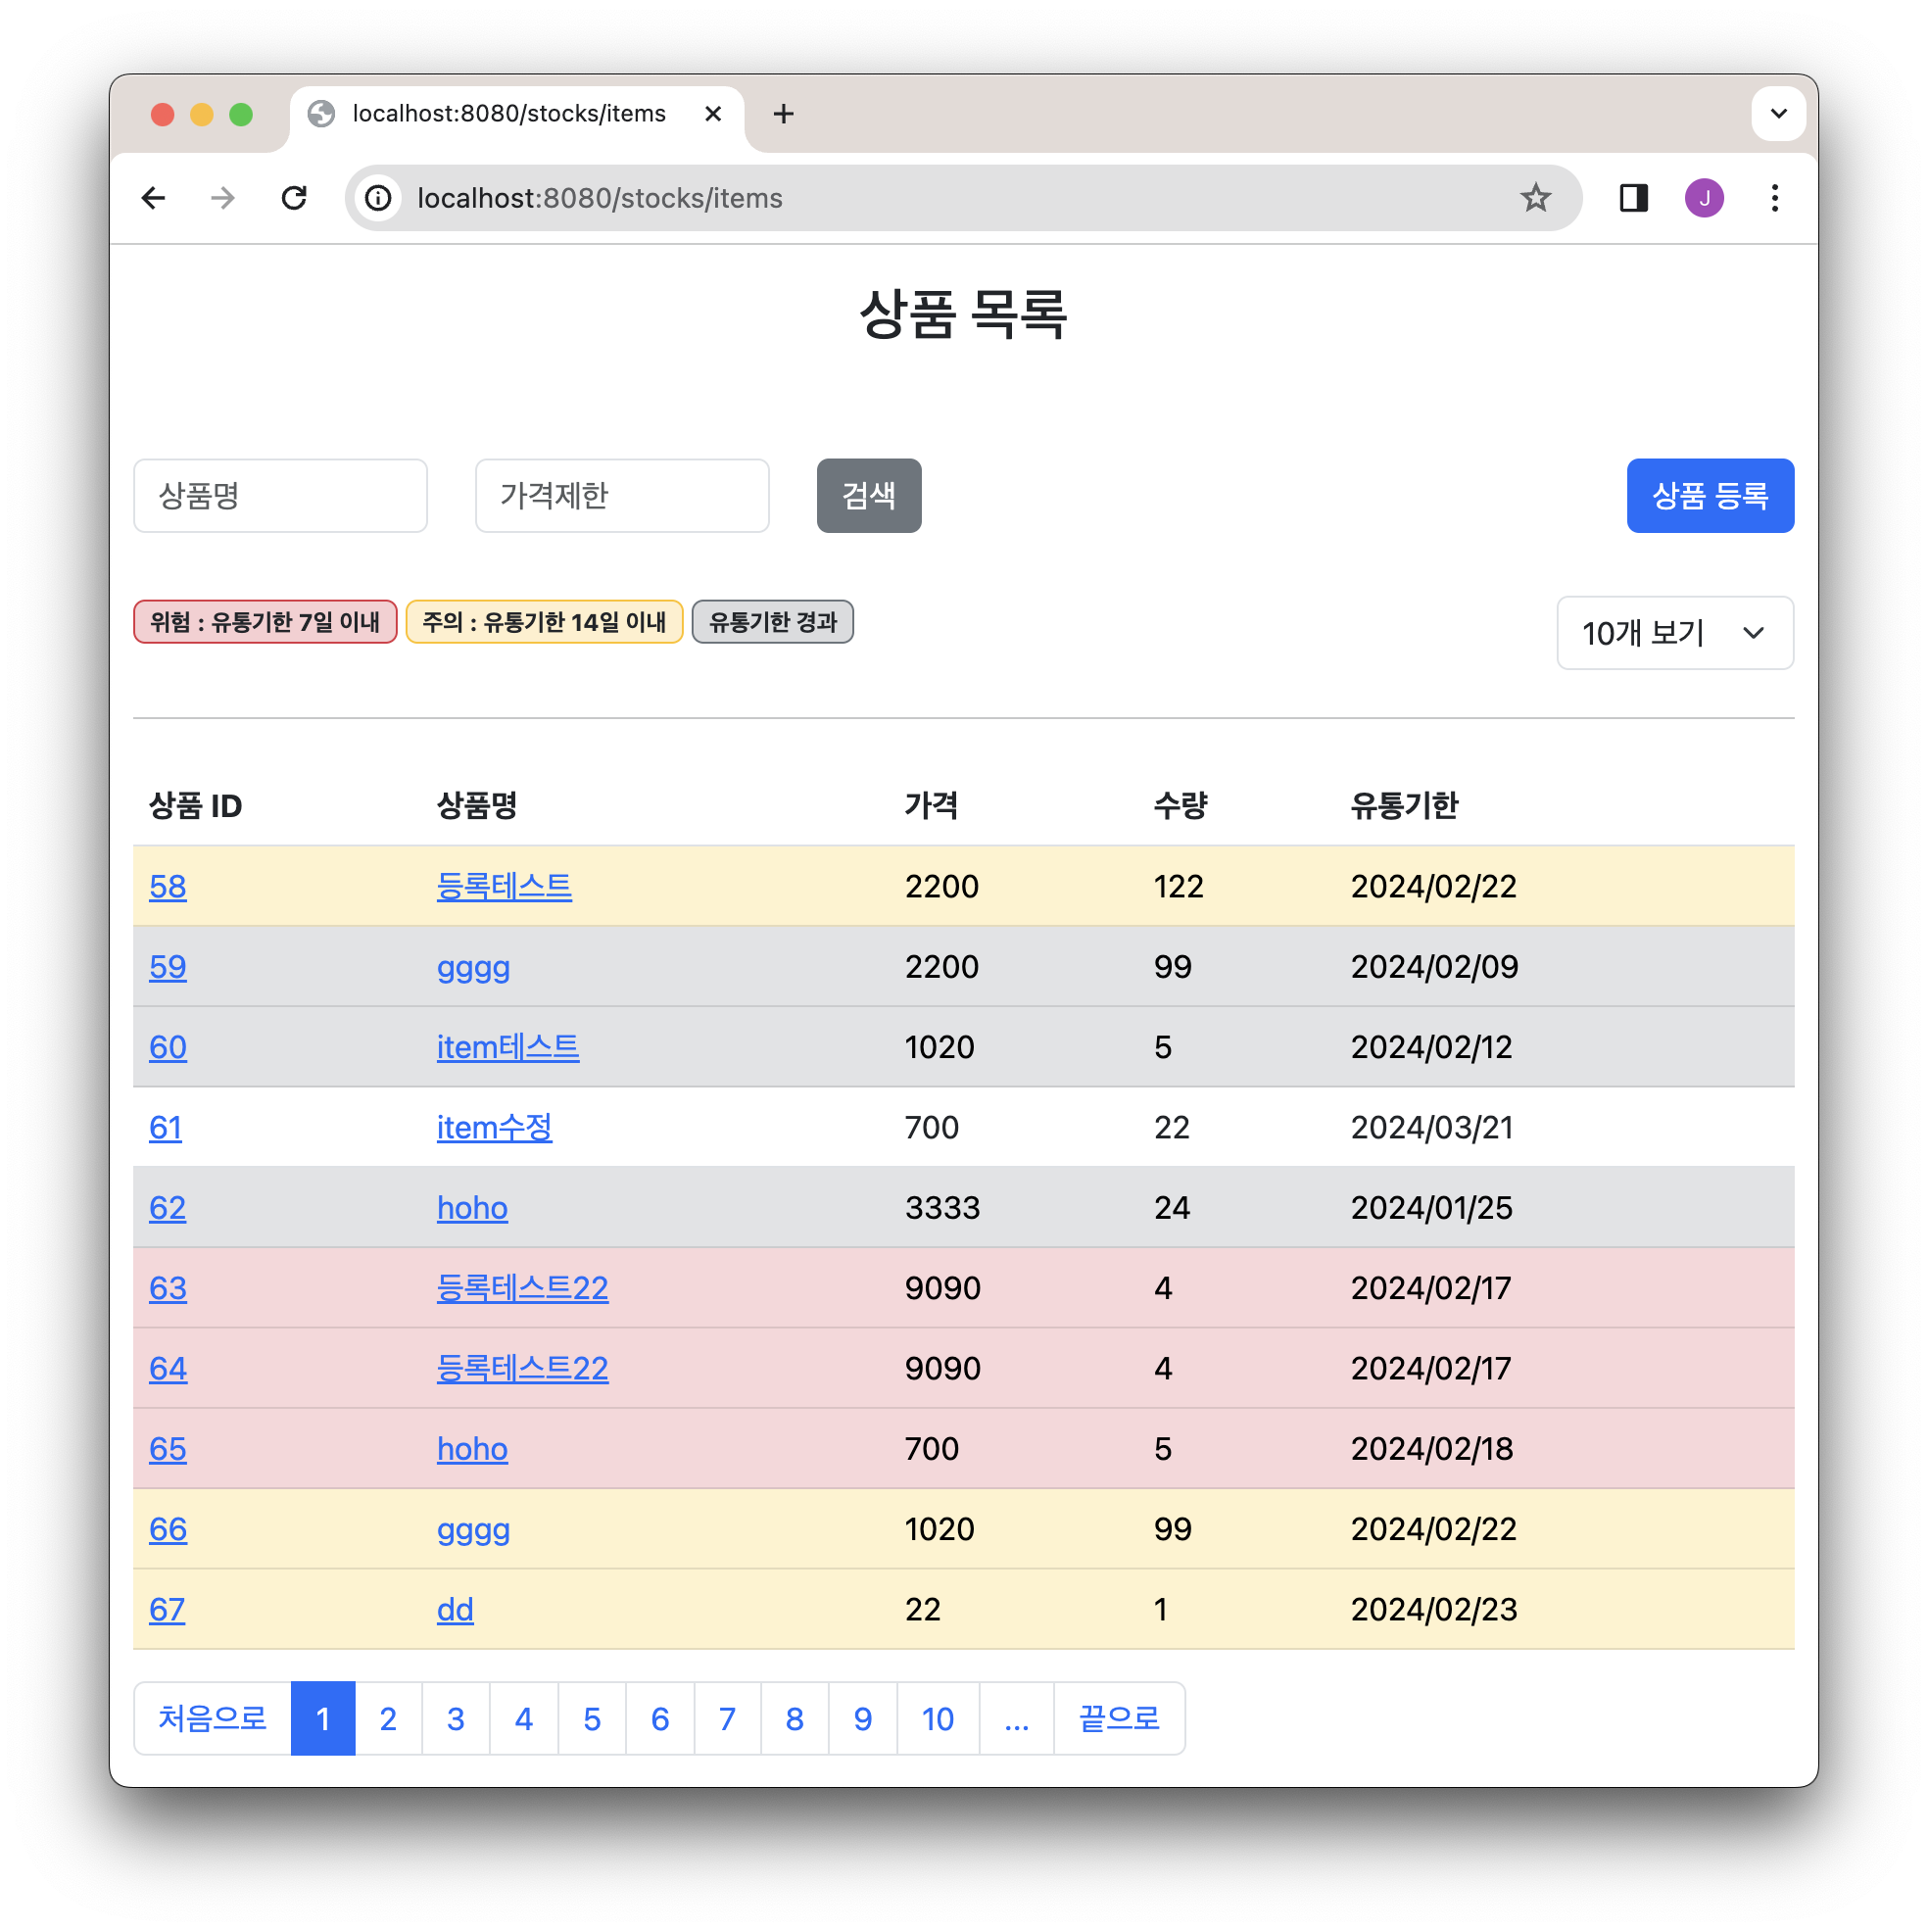 localhost:8080/stocks/items
localhost:8080/stocks/items
J
상품 목록
상품명 가격제한 검색 상품 등록
위험 : 유통기한 7일 이내 주의 : 유통기한 14일 이내 유통기한 경과 10개 보기
상품 ID 상품명 가격 수량 유통기한
58 등록테스트 2200 122 2024/02/22
59 gggg 2200 99 2024/02/09
60 item테스트 1020 5 2024/02/12
61 item수정 700 22 2024/03/21
62 hoho 3333 24 2024/01/25
63 등록테스트22 9090 4 2024/02/17
64 등록테스트22 9090 4 2024/02/17
65 hoho 700 5 2024/02/18
66 gggg 1020 99 2024/02/22
67 dd 22 1 2024/02/23
처음으로 1 2 3 4 5 6 7 8 9 10 ... 끝으로